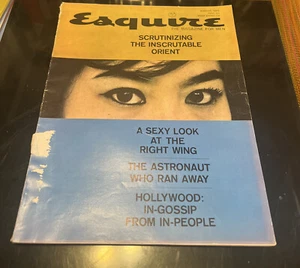 Esquire
THE MAGAZINE FOR MEN
SCRUTINIZING
THE INSCRUTABLE
ORIENT
A SEXY LOOK
AT THE
RIGHT WING
THE ASTRONAUT
WHO RAN AWAY
HOLLYWOOD:
IN-GOSSIP
FROM IN-PEOPLE